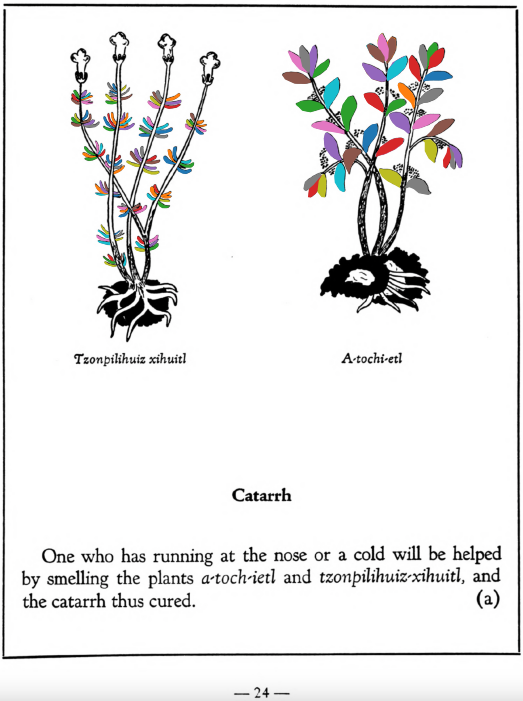 Tzonpilihuiz xihuitl
A-tochi-etl
Catarrh
One who has running at the nose or a cold will be helped
by smelling the plants a-toch-ietl and tzonpilihuiz-xihuitl, and
the catarrh thus cured. (a)
— 24 —